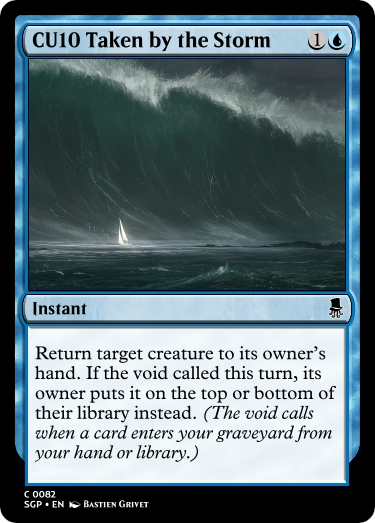 CU10 Taken by the Storm 1
Instant
Return target creature to its owner's
hand. If the void called this turn, its
owner puts it on the top or bottom of
their library instead. (The void calls
when a card enters your graveyard from
your hand or library.)
C 0082
SGP • EN Bastien Grivet